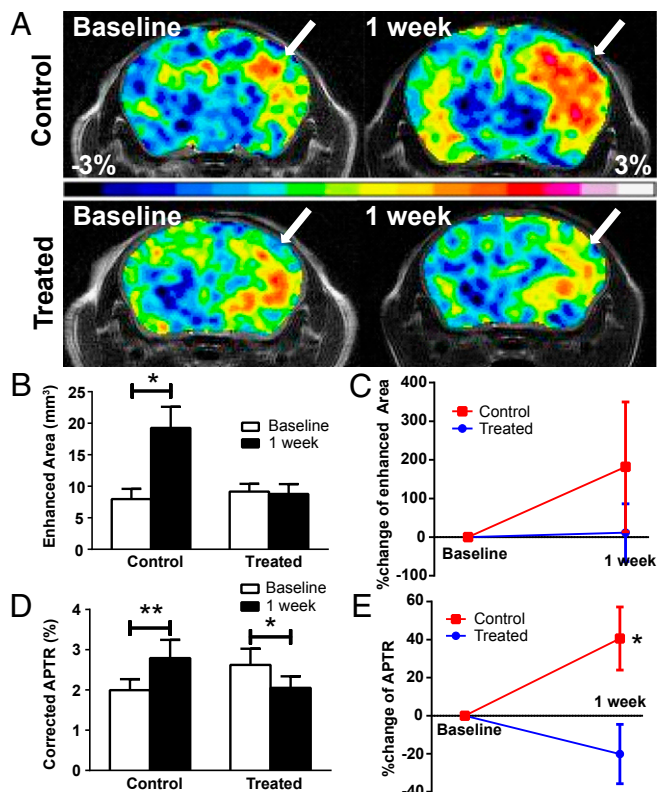 A
Control
Baseline
1 week
-3%
3%
Treated
Baseline
1 week
B
Enhanced Area (mm³)
25
20
15
10
5
0
*
Baseline
1 week
Control
Treated
C
%change of enhanced Area
400
300
200
100
0
-100
Control
Treated
Baseline
1 week
D
Corrected APTR (%)
4
3
2
1
0
**
*
Baseline
1 week
Control
Treated
E
%change of APTR
60
40
20
0
-20
-40
Control
Treated
*
1 week
Baseline